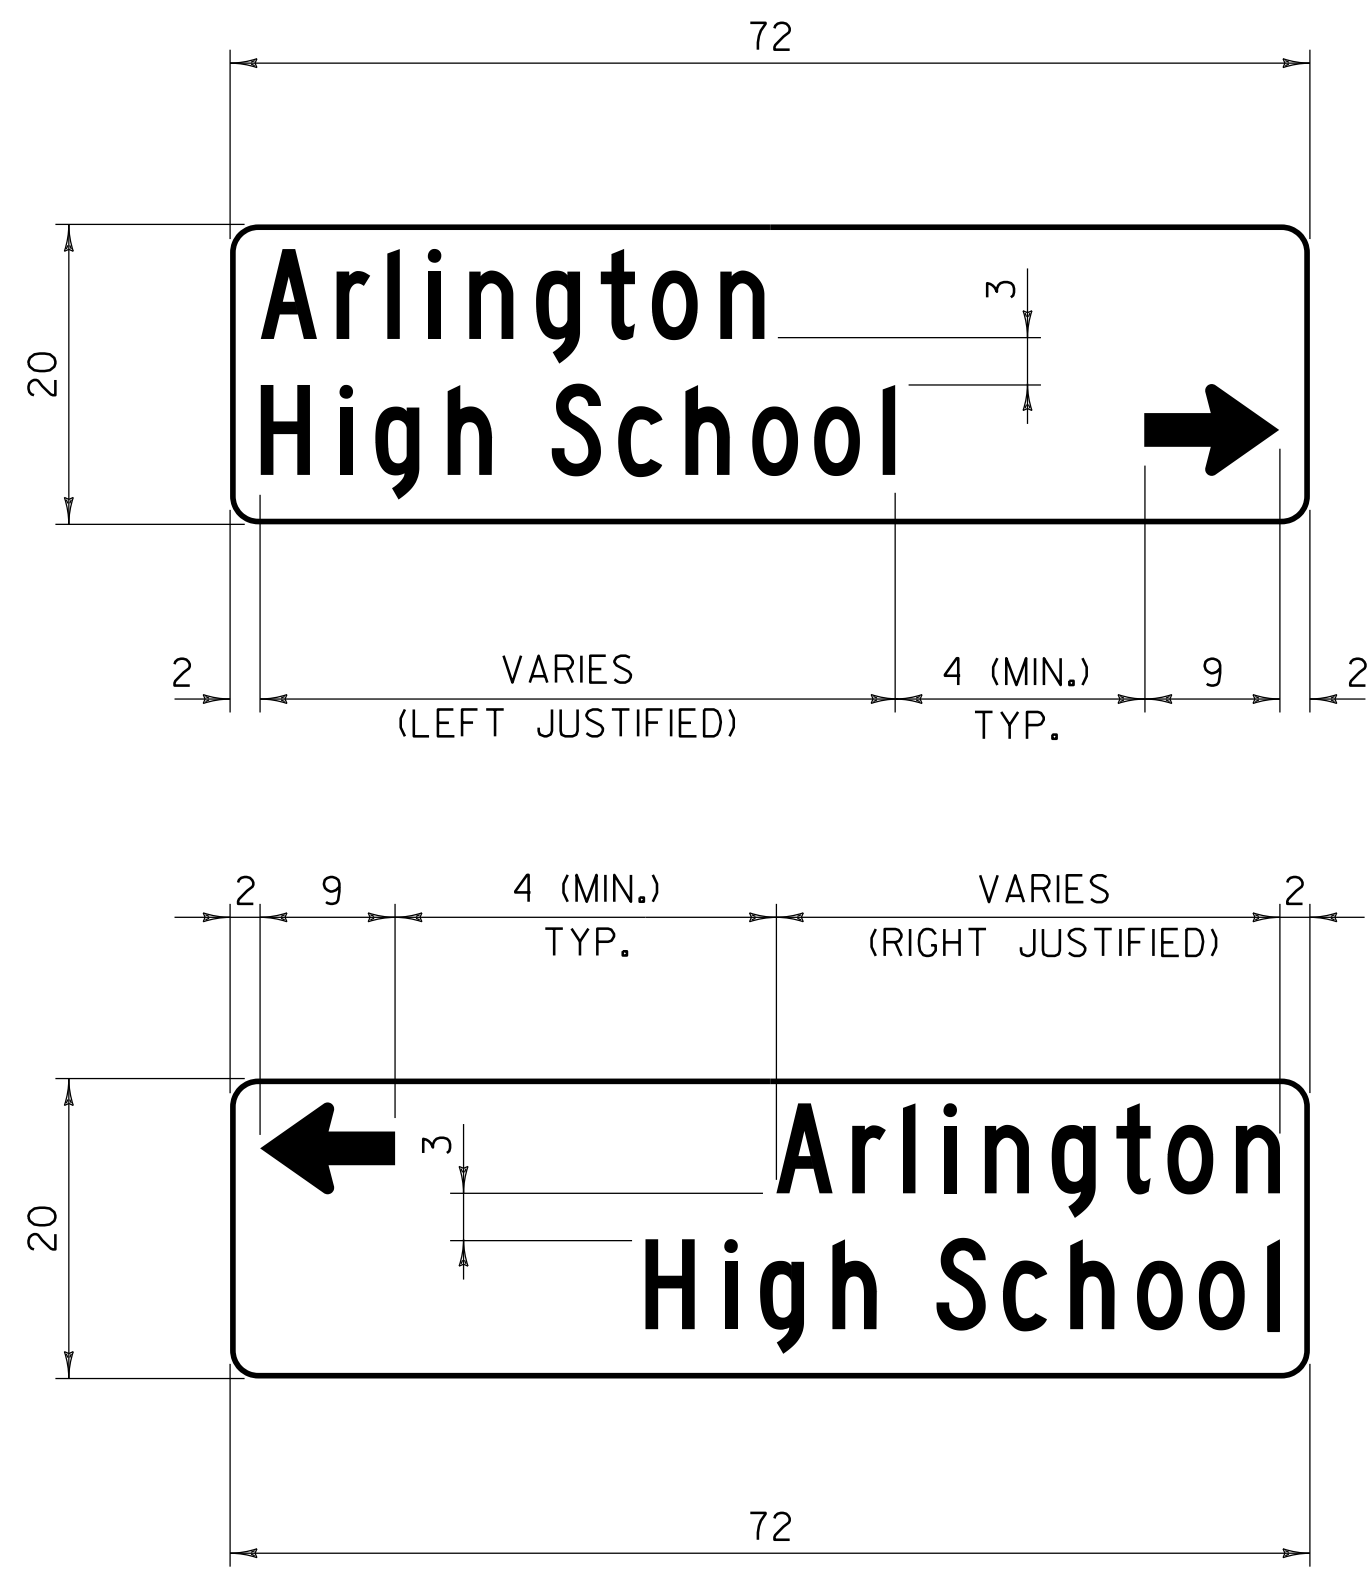 72
Arlington
3
20
High School
2
VARIES
4 (MIN.)
9
2
(LEFT JUSTIFIED)
TYP.
2
9
4 (MIN.)
VARIES
2
TYP.
(RIGHT JUSTIFIED)
Arlington
3
20
High School
72